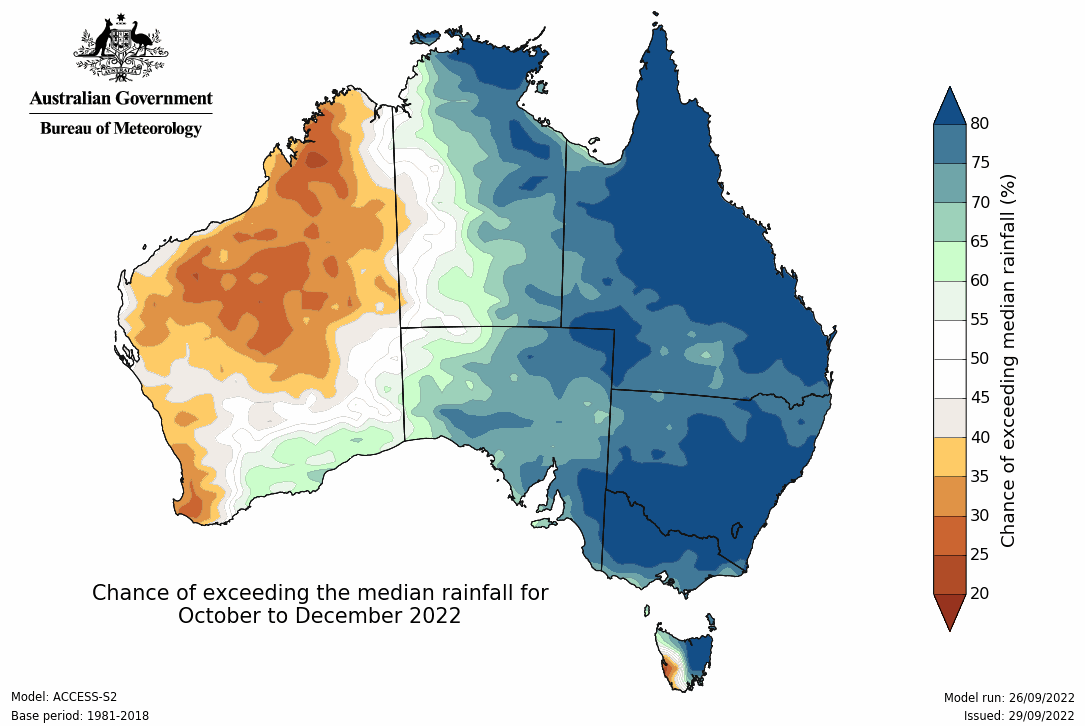 Australian Government
Bureau of Meteorology
80
75
70
65
60
55
50
45
40
35
30
25
20
Chance of exceeding median rainfall (%)
Chance of exceeding the median rainfall for
October to December 2022
Model: ACCESS-S2
Base period: 1981-2018
Model run: 26/09/2022
Issued: 29/09/2022